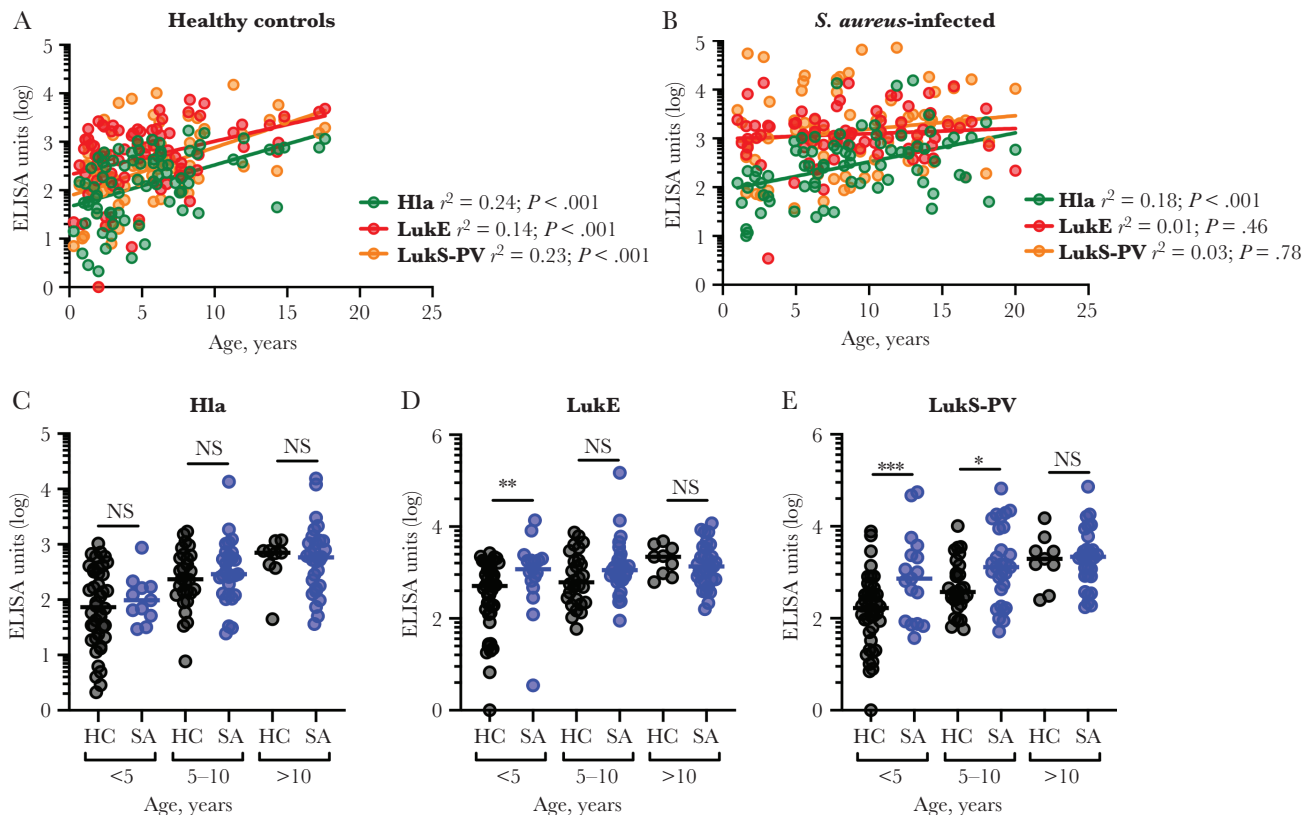 A
Healthy controls
5
4
3
2
1
0
ELISA units (log)
0
5
10
15
20
25
Age, years
Hla r² = 0.24; P < .001
LukE r² = 0.14; P < .001
LukS-PV r² = 0.23; P < .001
B
S. aureus-infected
5
4
3
2
1
0
ELISA units (log)
0
5
10
15
20
25
Age, years
Hla r² = 0.18; P < .001
LukE r² = 0.01; P = .46
LukS-PV r² = 0.03; P = .78
C
Hla
5
4
3
2
1
0
ELISA units (log)
NS
NS
NS
HC SA HC SA HC SA
<5 5–10 >10
Age, years
D
LukE
6
4
2
0
ELISA units (log)
**
NS
NS
HC SA HC SA HC SA
<5 5–10 >10
Age, years
E
LukS-PV
6
4
2
0
ELISA units (log)
***
*
NS
HC SA HC SA HC SA
<5 5–10 >10
Age, years